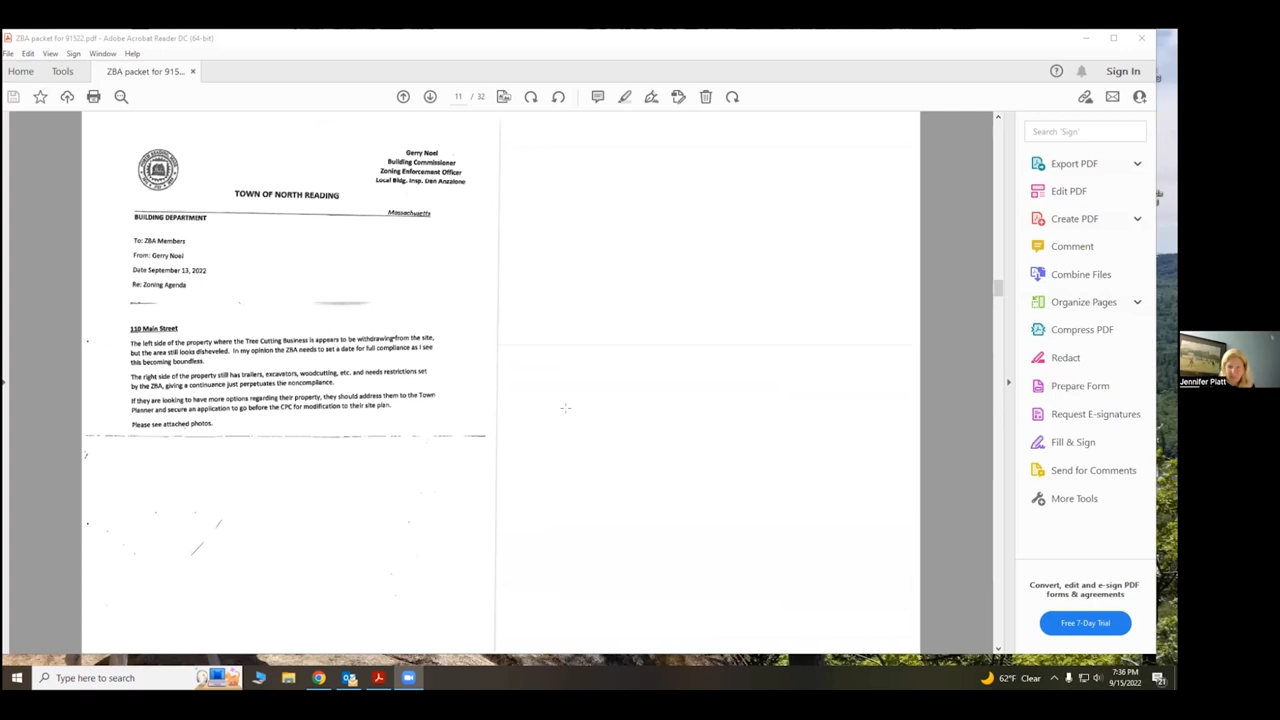 ZBA packet for 91522.pdf - Adobe Acrobat Reader DC (64-bit)
File Edit View Sign Window Help
Home Tools ZBA packet for 915... × Sign In
11 / 32
Gerry Noel
Building Commissioner
Zoning Enforcement Officer
Local Bldg. Insp. Dan Anzalone
TOWN OF NORTH READING
Massachusetts
BUILDING DEPARTMENT
To: ZBA Members
From: Gerry Noel
Date September 13, 2022
Re: Zoning Agenda
110 Main Street
The left side of the property where the Tree Cutting Business is appears to be withdrawing from the site,
but the area still looks disheveled. In my opinion the ZBA needs to set a date for full compliance as I see
this becoming boundless.
The right side of the property still has trailers, excavators, woodcutting, etc. and needs restrictions set
by the ZBA, giving a continuance just perpetuates the noncompliance.
If they are looking to have more options regarding their property, they should address them to the Town
Planner and secure an application to go before the CPC for modification to their site plan.
Please see attached photos.
Search 'Sign'
Export PDF
Edit PDF
Create PDF
Comment
Combine Files
Organize Pages
Compress PDF
Redact
Prepare Form
Request E-signatures
Fill & Sign
Send for Comments
More Tools
Convert, edit and e-sign PDF
forms & agreements
Free 7-Day Trial
Jennifer Platt
Type here to search
62°F Clear
7:36 PM
9/15/2022
21